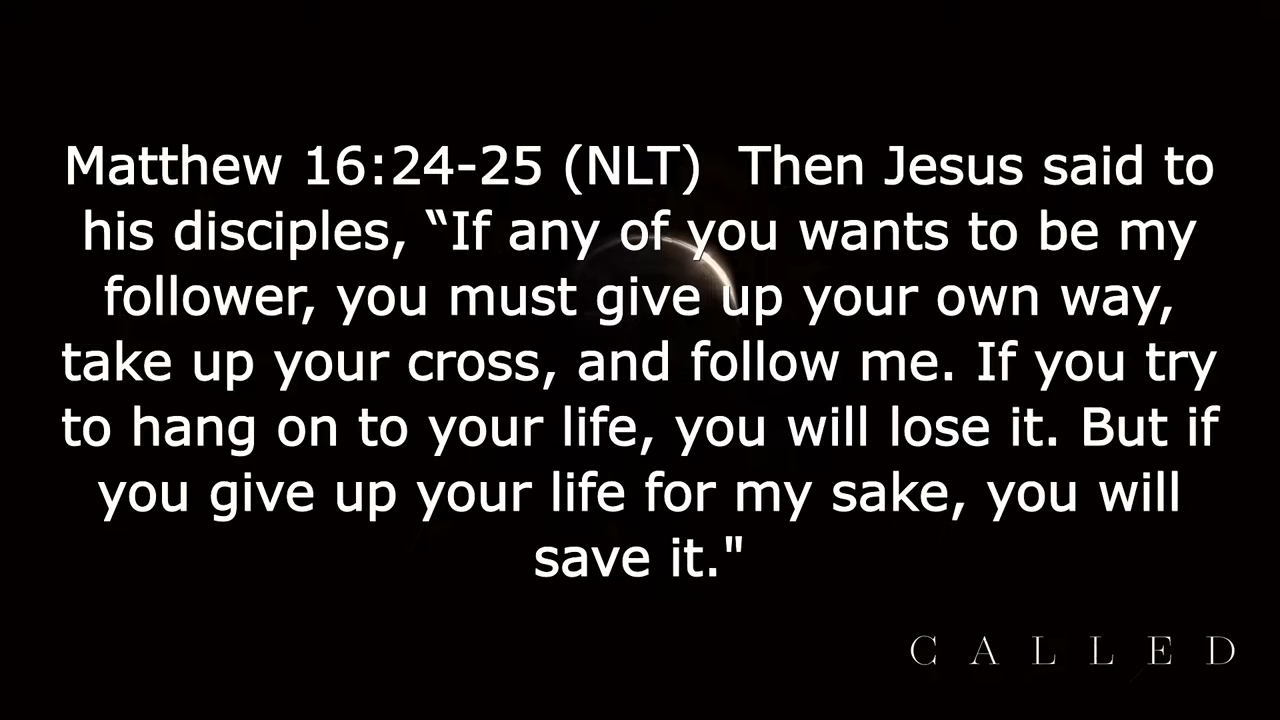 Matthew 16:24-25 (NLT)  Then Jesus said to
his disciples, “If any of you wants to be my
follower, you must give up your own way,
take up your cross, and follow me. If you try
to hang on to your life, you will lose it. But if
you give up your life for my sake, you will
save it."
CALLED